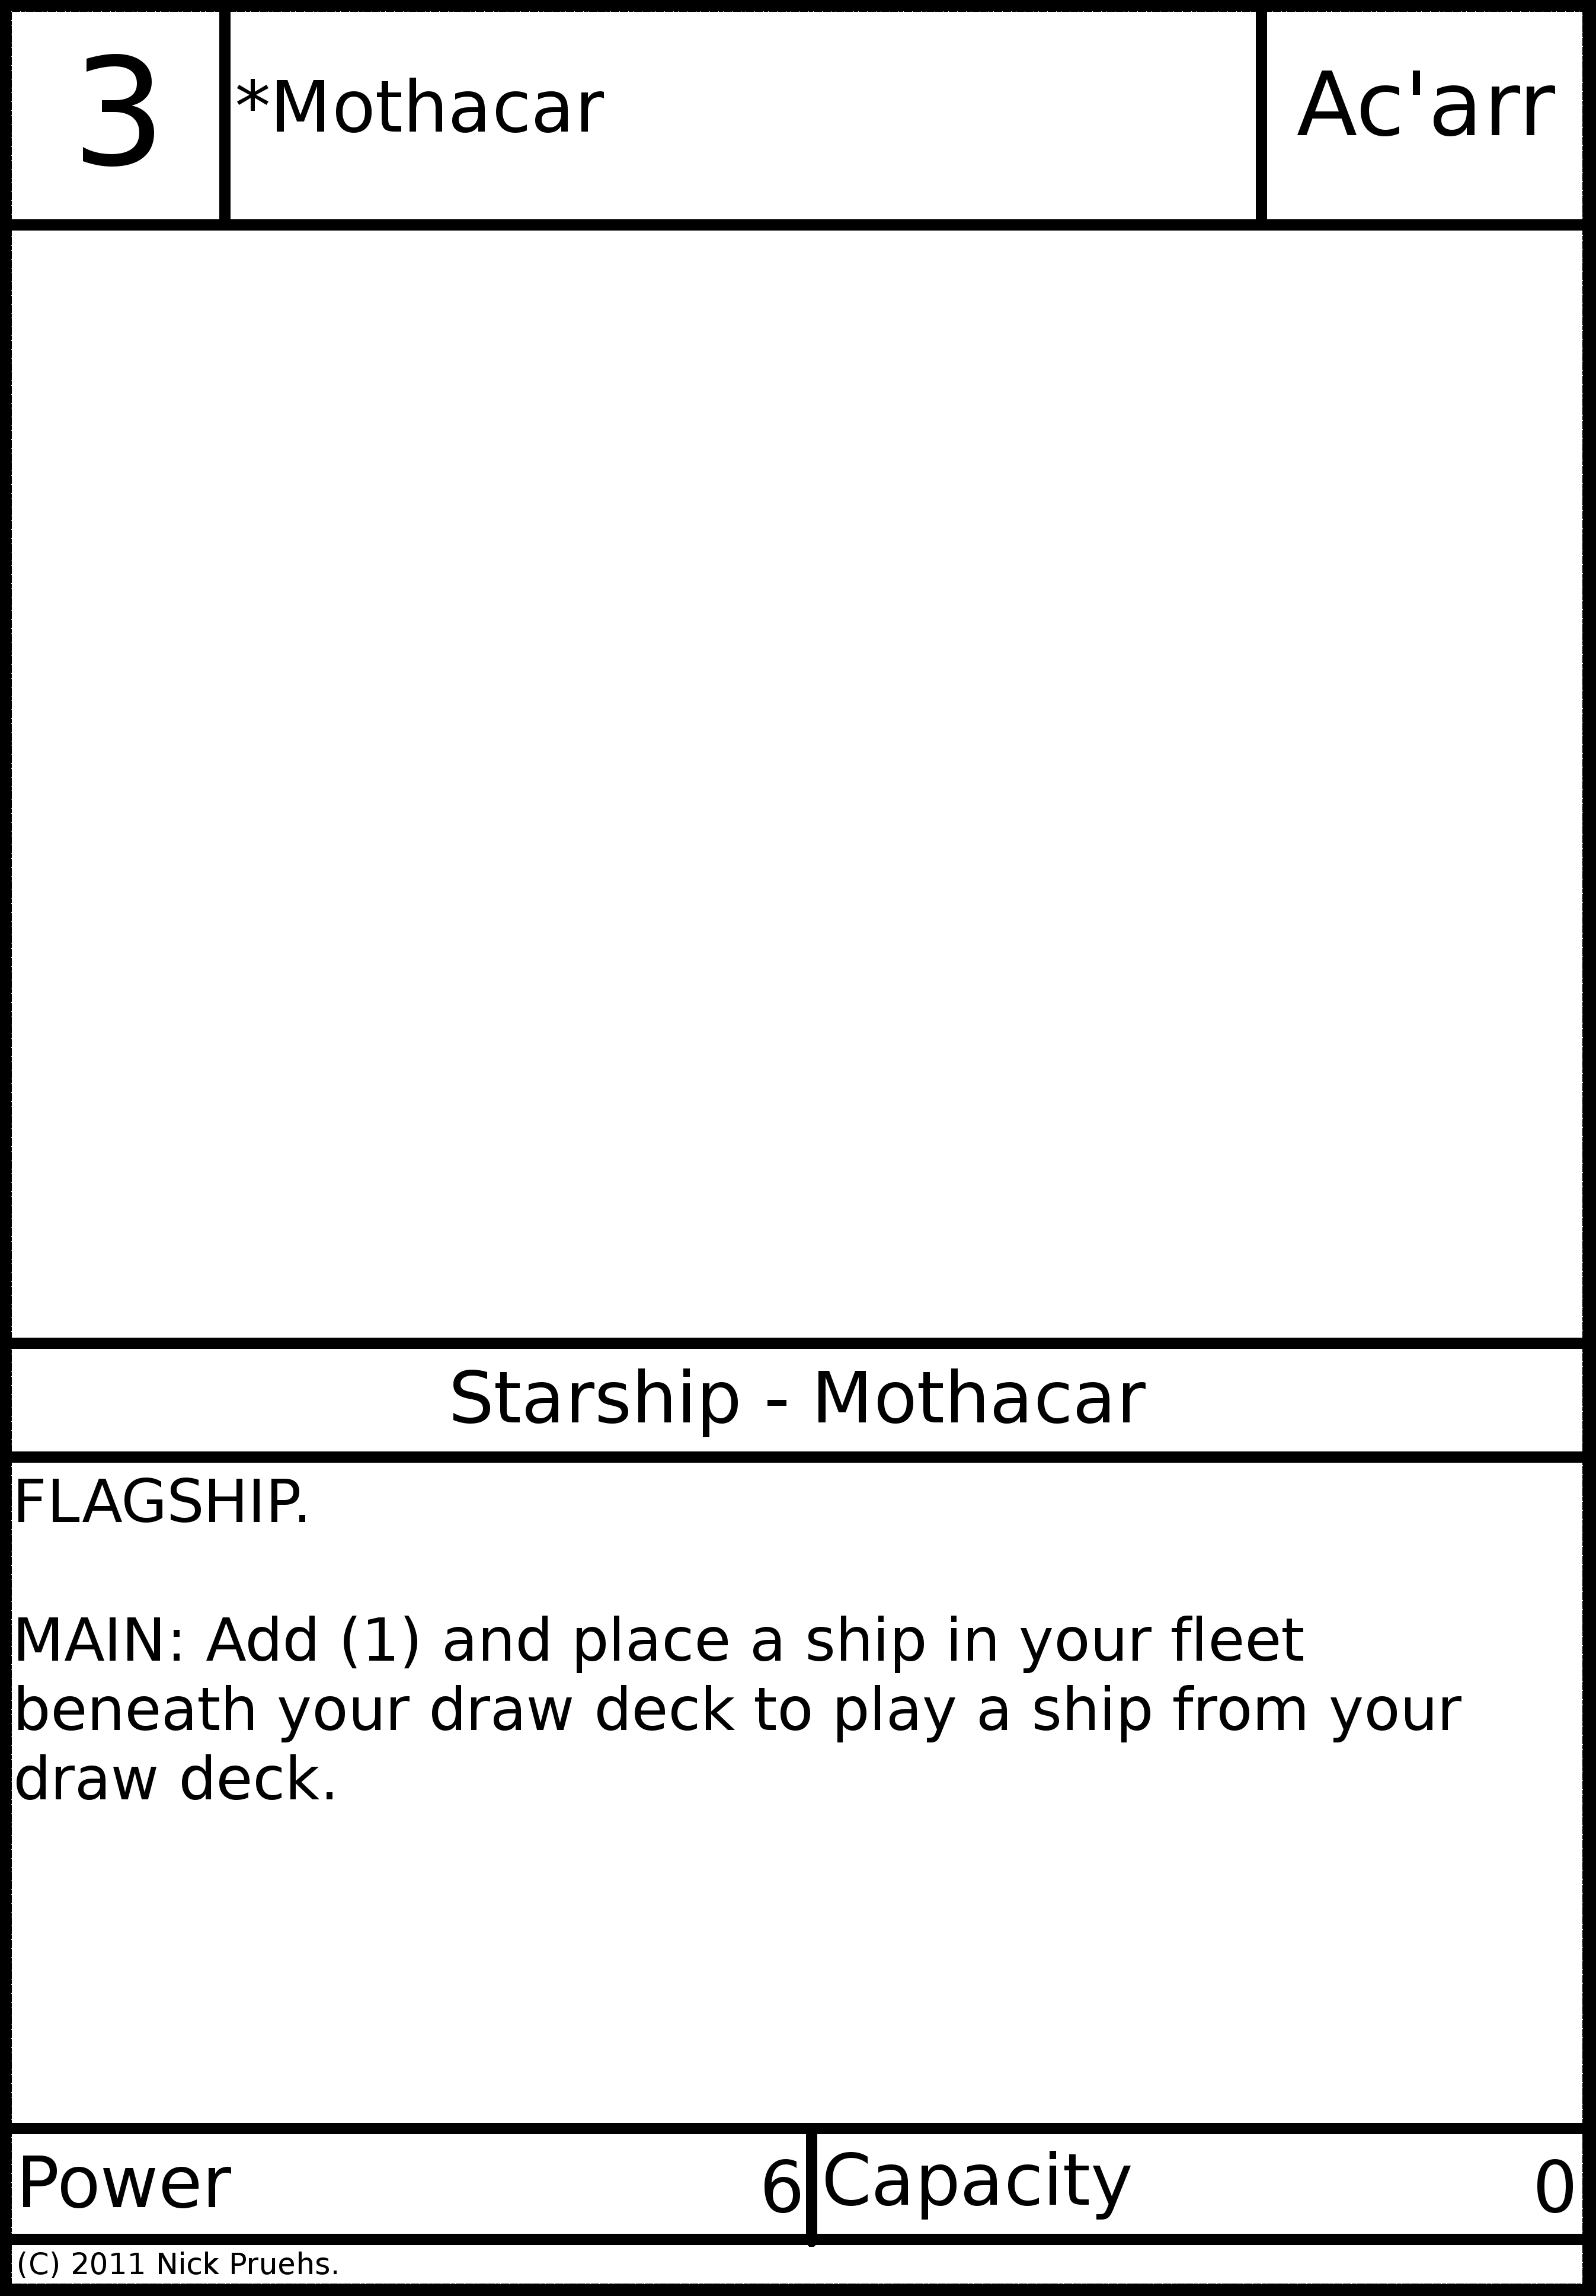 3
*Mothacar
Ac'arr
Starship - Mothacar
FLAGSHIP.
MAIN: Add (1) and place a ship in your fleet
beneath your draw deck to play a ship from your
draw deck.
Power 6
Capacity 0
(C) 2011 Nick Pruehs.